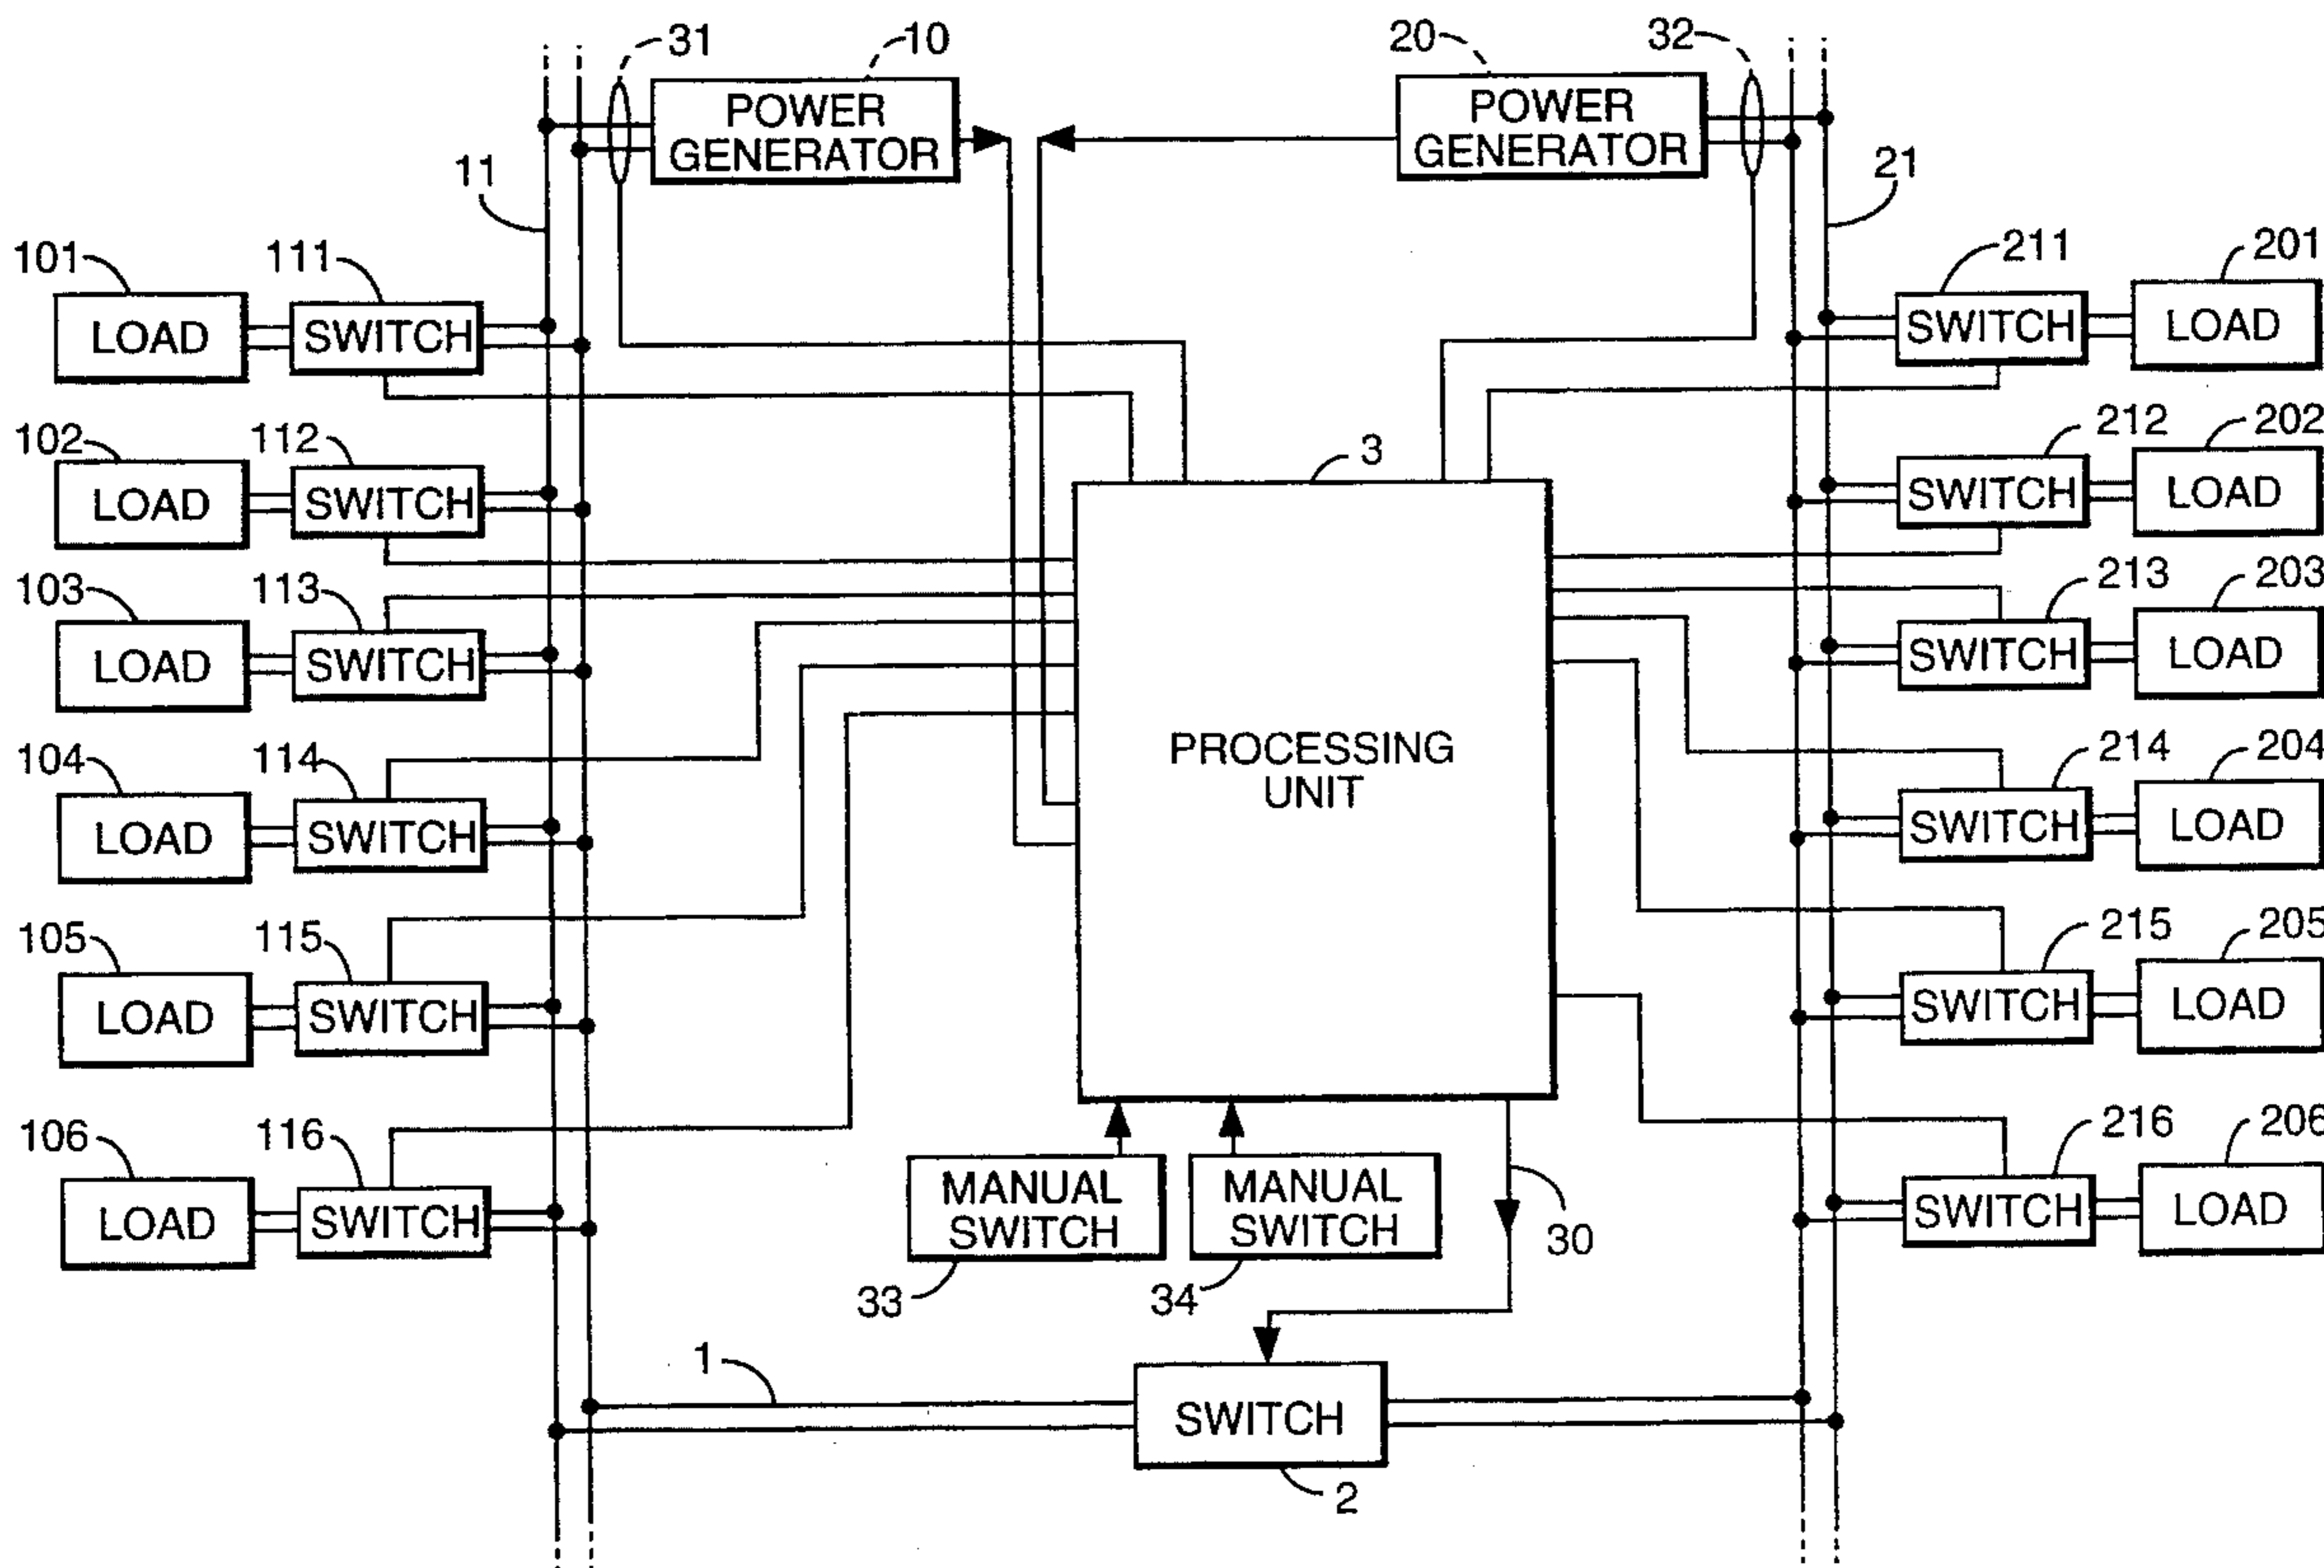 31
10
20
32
POWER
GENERATOR
POWER
GENERATOR
11
21
101
111
211
201
LOAD
SWITCH
SWITCH
LOAD
102
112
3
212
202
LOAD
SWITCH
SWITCH
LOAD
103
113
213
203
LOAD
SWITCH
SWITCH
LOAD
PROCESSING
UNIT
104
114
214
204
LOAD
SWITCH
SWITCH
LOAD
105
115
215
205
LOAD
SWITCH
SWITCH
LOAD
106
116
216
206
LOAD
SWITCH
MANUAL
SWITCH
MANUAL
SWITCH
SWITCH
LOAD
33
34
30
1
SWITCH
2